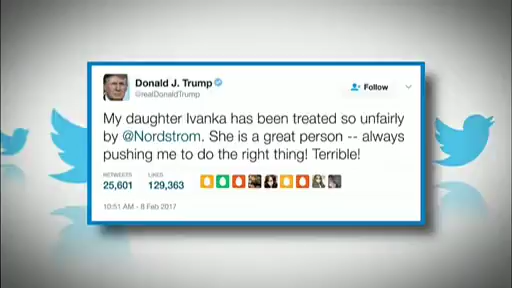 Donald J. Trump
@realDonaldTrump
Follow
My daughter Ivanka has been treated so unfairly
by @Nordstrom. She is a great person -- always
pushing me to do the right thing! Terrible!
RETWEETS LIKES
25,601 129,363
10:51 AM - 8 Feb 2017